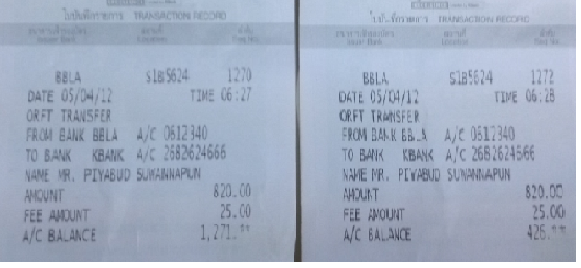 ใบบันทึกรายการ TRANSACTION RECORD
BBLA S1B5624 1270
DATE 05/04/12 TIME 06:27
ORFT TRANSFER
FROM BANK BBLA A/C 0612340
TO BANK KBANK A/C 2682624666
NAME MR. PIYABUD SUWANNAPUN
AMOUNT 820.00
FEE AMOUNT 25.00
A/C BALANCE 1,271.**
ใบบันทึกรายการ TRANSACTION RECORD
BBLA S1B5624 1272
DATE 05/04/12 TIME 06:28
ORFT TRANSFER
FROM BANK BBLA A/C 0612340
TO BANK KBANK A/C 2682624666
NAME MR. PIYABUD SUWANNAPUN
AMOUNT 820.00
FEE AMOUNT 25.00
A/C BALANCE 426.**